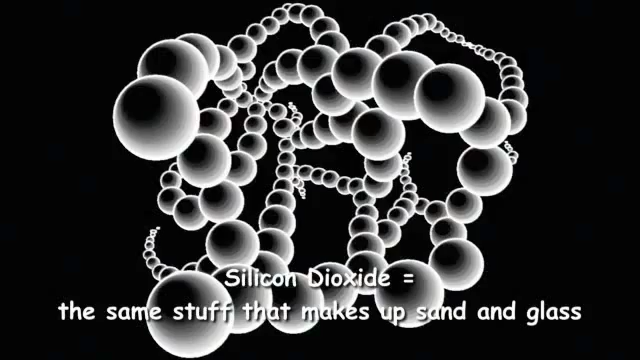 Silicon Dioxide =
the same stuff that makes up sand and glass